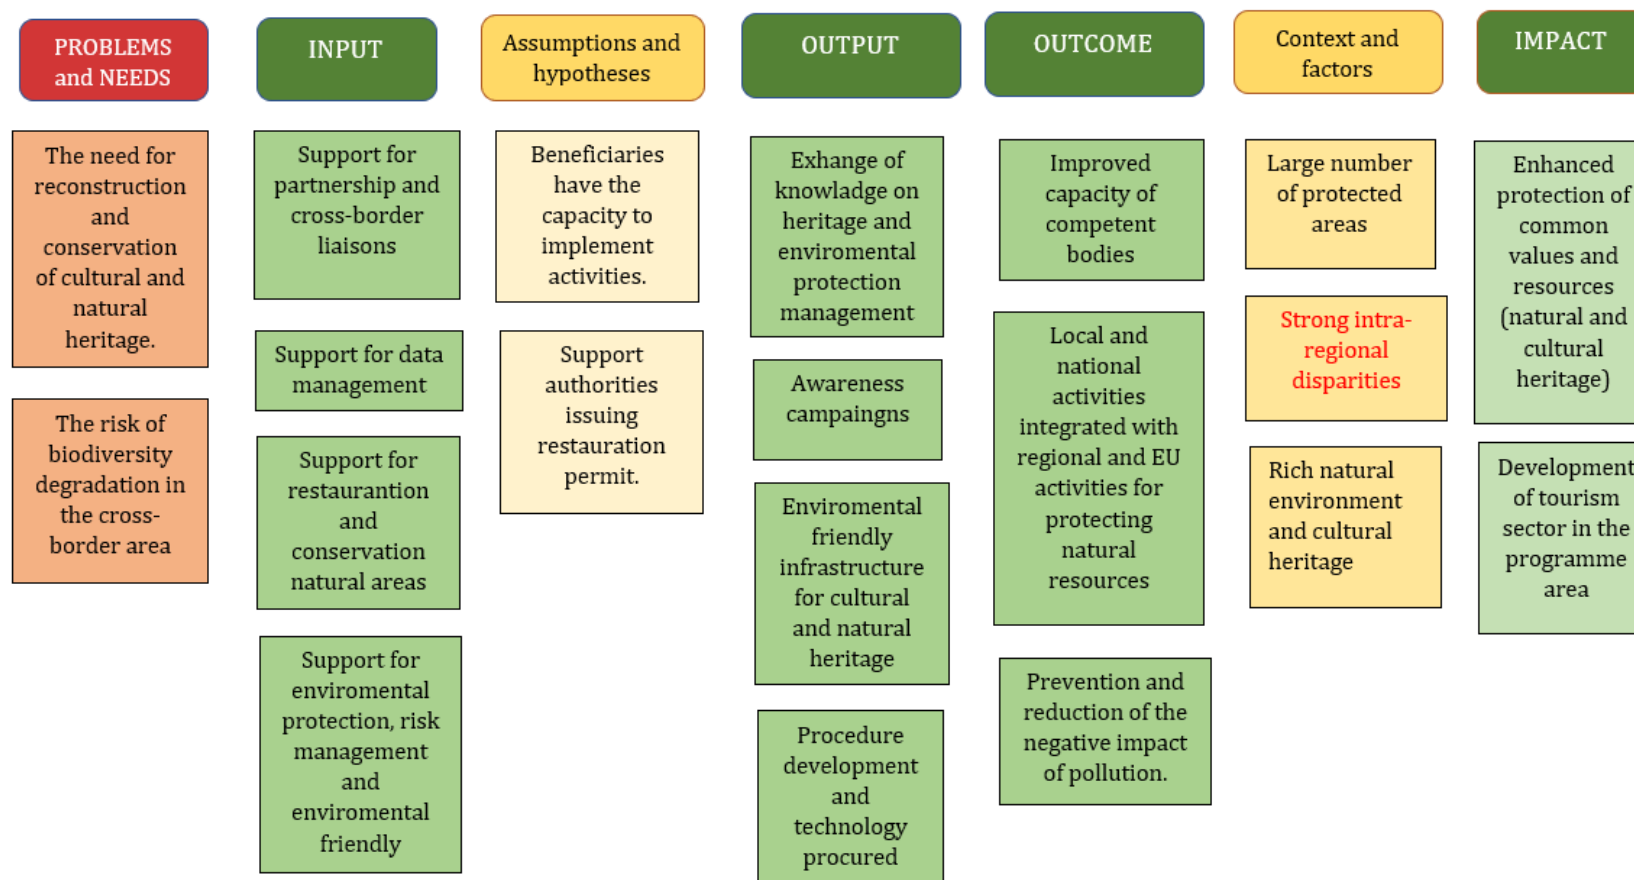 PROBLEMS
and NEEDS
The need for
reconstruction
and
conservation
of cultural and
natural
heritage.
The risk of
biodiversity
degradation in
the cross-
border area
INPUT
Support for
partnership and
cross-border
liaisons
Support for data
management
Support for
restaurantion
and
conservation
natural areas
Support for
enviromental
protection, risk
management
and
enviromental
friendly
Assumptions and
hypotheses
Beneficiaries
have the
capacity to
implement
activities.
Support
authorities
issuing
restauration
permit.
OUTPUT
Exhange of
knowladge on
heritage and
enviromental
protection
management
Awareness
campaingns
Enviromental
friendly
infrastructure
for cultural
and natural
heritage
Procedure
development
and
technology
procured
OUTCOME
Improved
capacity of
competent
bodies
Local and
national
activities
integrated with
regional and EU
activities for
protecting
natural
resources
Prevention and
reduction of the
negative impact
of pollution.
Context and
factors
Large number
of protected
areas
Strong intra-
regional
disparities
Rich natural
environment
and cultural
heritage
IMPACT
Enhanced
protection of
common
values and
resources
(natural and
cultural
heritage)
Development
of tourism
sector in the
programme
area